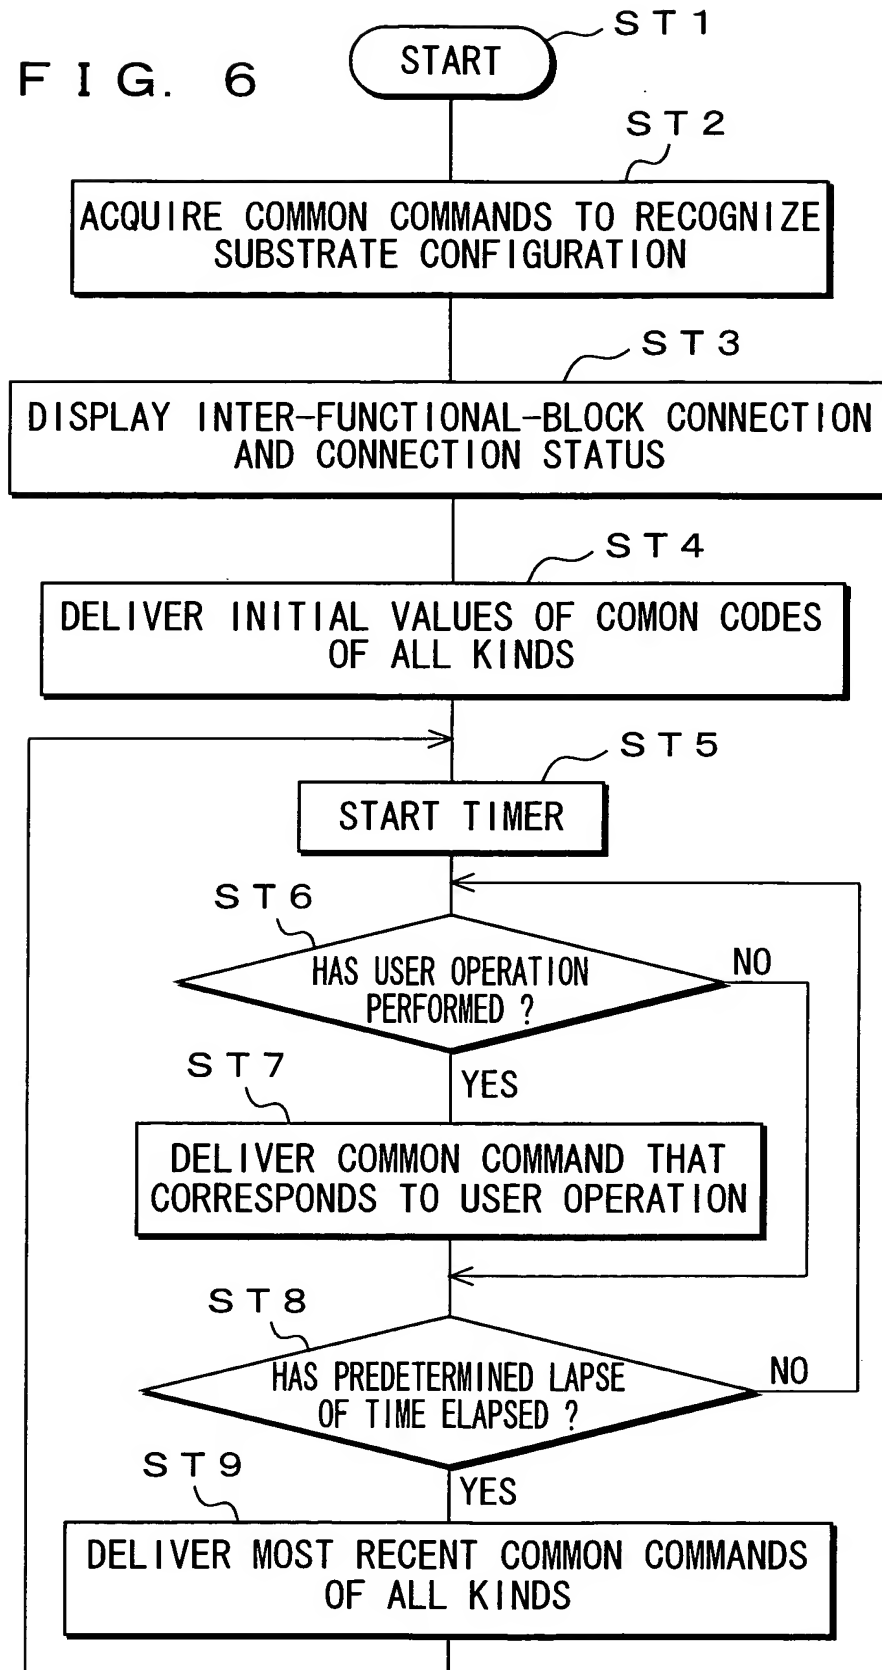 FIG. 6
START
ST1
ST2
ACQUIRE COMMON COMMANDS TO RECOGNIZE
SUBSTRATE CONFIGURATION
ST3
DISPLAY INTER-FUNCTIONAL-BLOCK CONNECTION
AND CONNECTION STATUS
ST4
DELIVER INITIAL VALUES OF COMON CODES
OF ALL KINDS
ST5
START TIMER
ST6
HAS USER OPERATION
PERFORMED ?
NO
YES
ST7
DELIVER COMMON COMMAND THAT
CORRESPONDS TO USER OPERATION
ST8
HAS PREDETERMINED LAPSE
OF TIME ELAPSED ?
NO
YES
ST9
DELIVER MOST RECENT COMMON COMMANDS
OF ALL KINDS